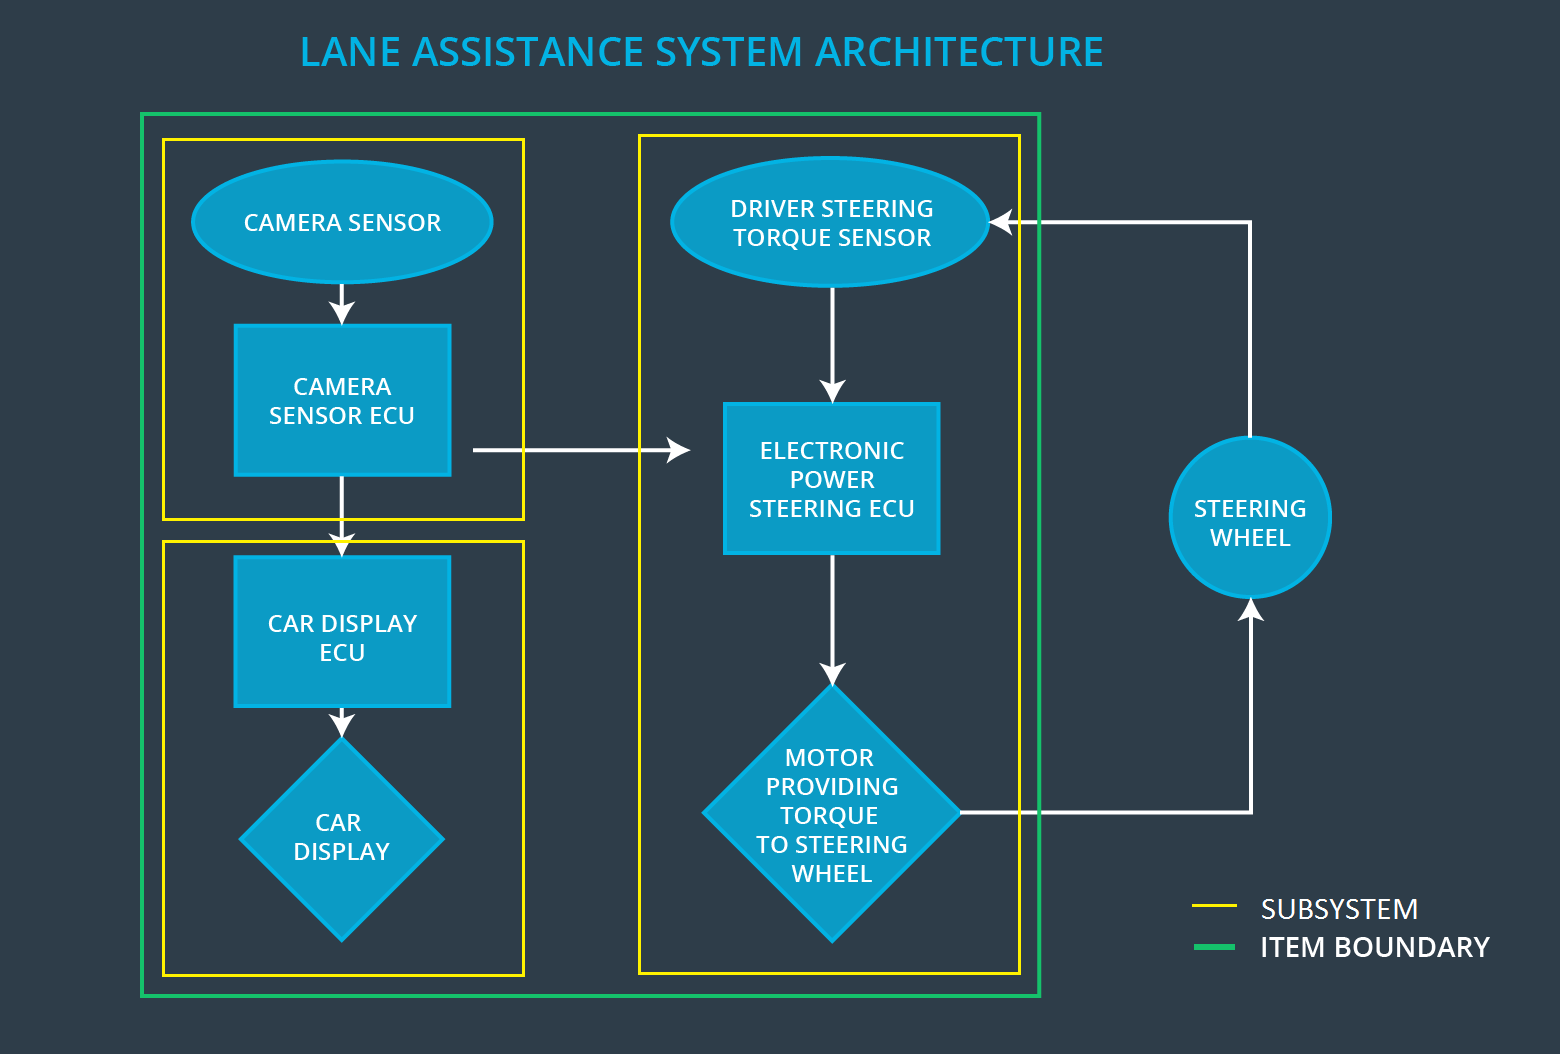 LANE ASSISTANCE SYSTEM ARCHITECTURE
CAMERA SENSOR
CAMERA
SENSOR ECU
CAR DISPLAY
ECU
CAR
DISPLAY
DRIVER STEERING
TORQUE SENSOR
ELECTRONIC
POWER
STEERING ECU
MOTOR
PROVIDING
TORQUE
TO STEERING
WHEEL
STEERING
WHEEL
SUBSYSTEM
ITEM BOUNDARY